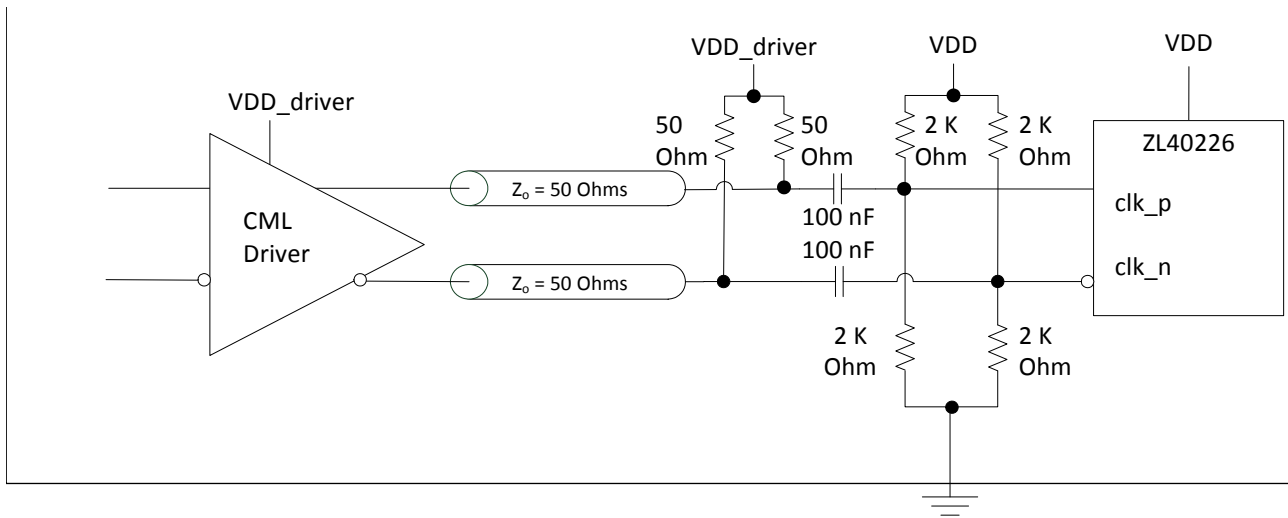 VDD_driver
VDD
VDD
VDD_driver
50
Ohm
50
Ohm
2 K
Ohm
2 K
Ohm
ZL40226
CML
Driver
Zo = 50 Ohms
100 nF
clk_p
100 nF
Zo = 50 Ohms
clk_n
2 K
Ohm
2 K
Ohm